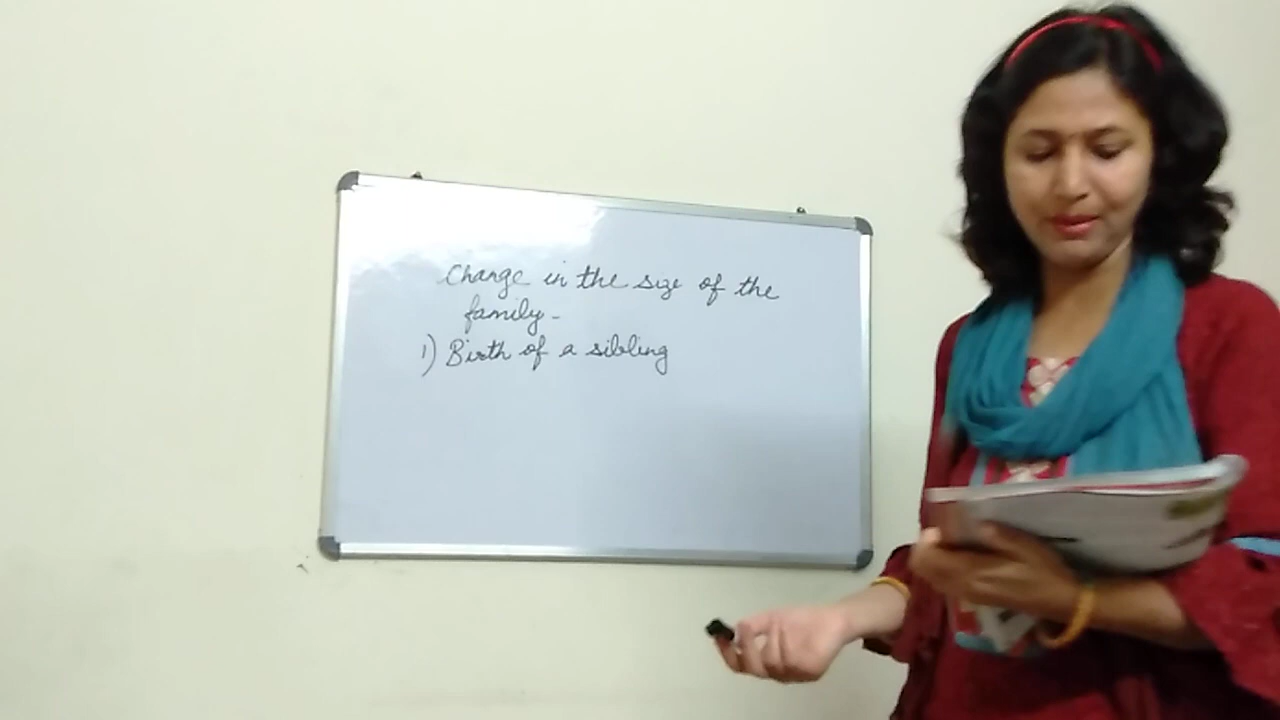 Change in the size of the
family -
1) Birth of a sibling